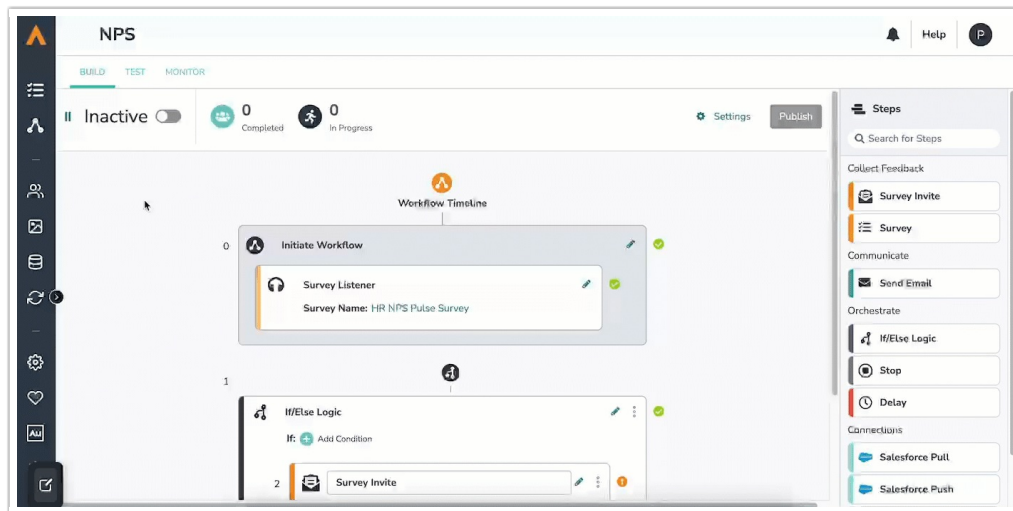 NPS
Help
P
BUILD TEST MONITOR
Inactive
0
Completed
0
In Progress
Settings
Publish
Workflow Timeline
0
Initiate Workflow
Survey Listener
Survey Name: HR NPS Pulse Survey
1
If/Else Logic
If: Add Condition
2
Survey Invite
Steps
Search for Steps
Collect Feedback
Survey Invite
Survey
Communicate
Send Email
Orchestrate
If/Else Logic
Stop
Delay
Connections
Salesforce Pull
Salesforce Push
AU